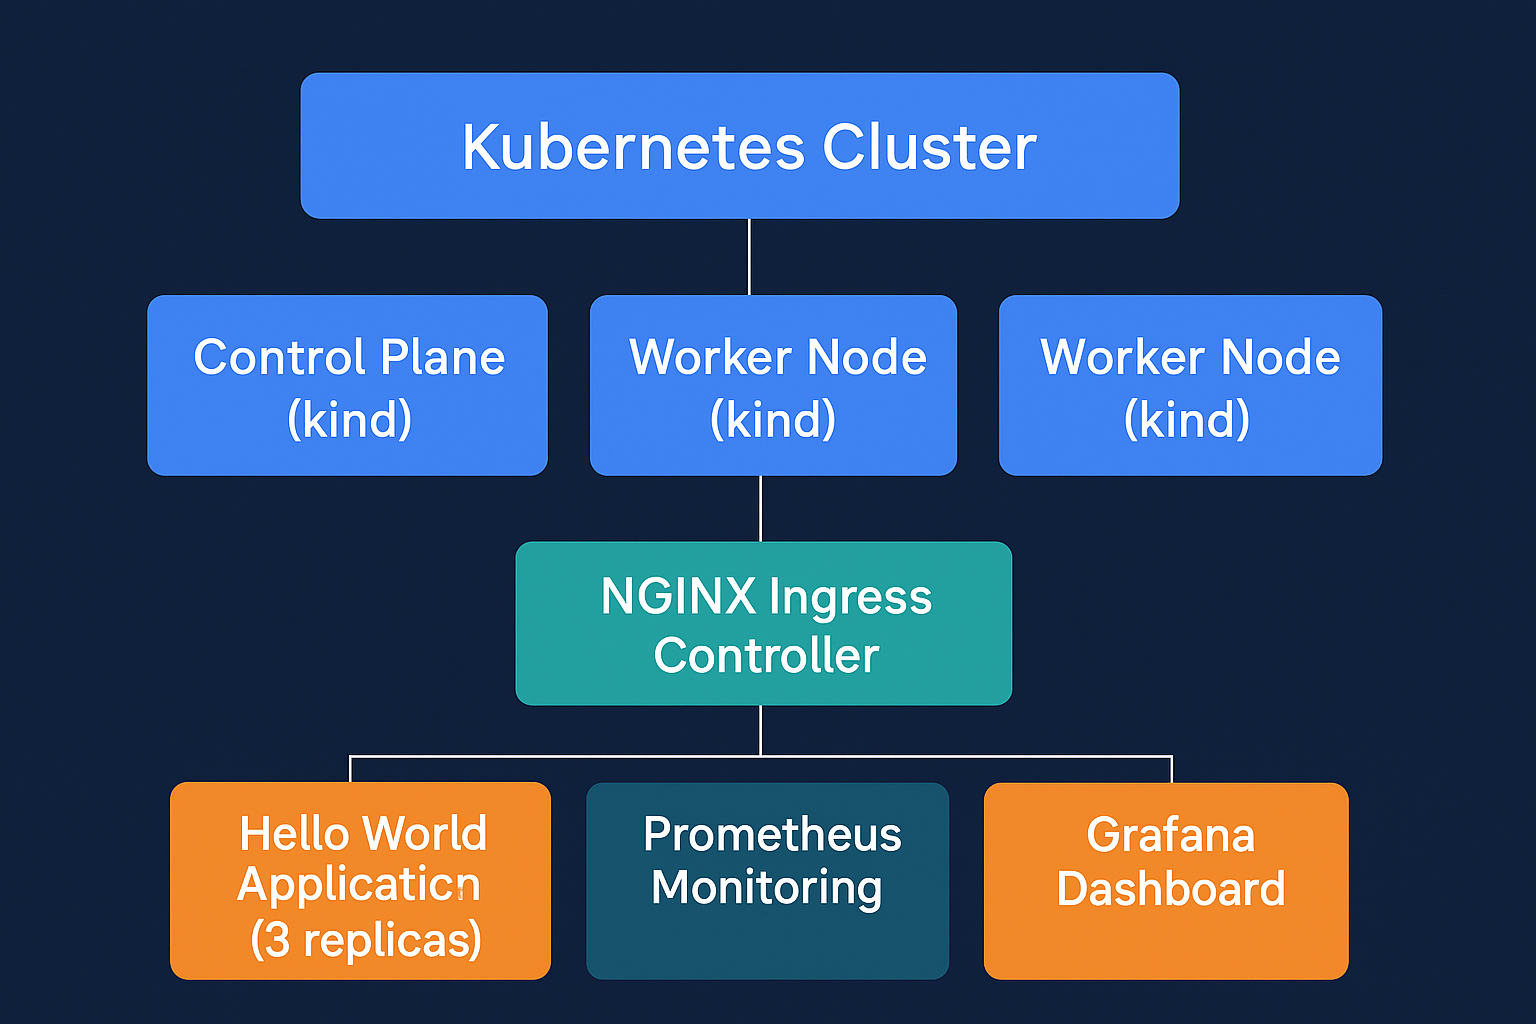 Kubernetes Cluster
Control Plane
(kind)
Worker Node
(kind)
Worker Node
(kind)
NGINX Ingress
Controller
Hello World
Application
(3 replicas)
Prometheus
Monitoring
Grafana
Dashboard